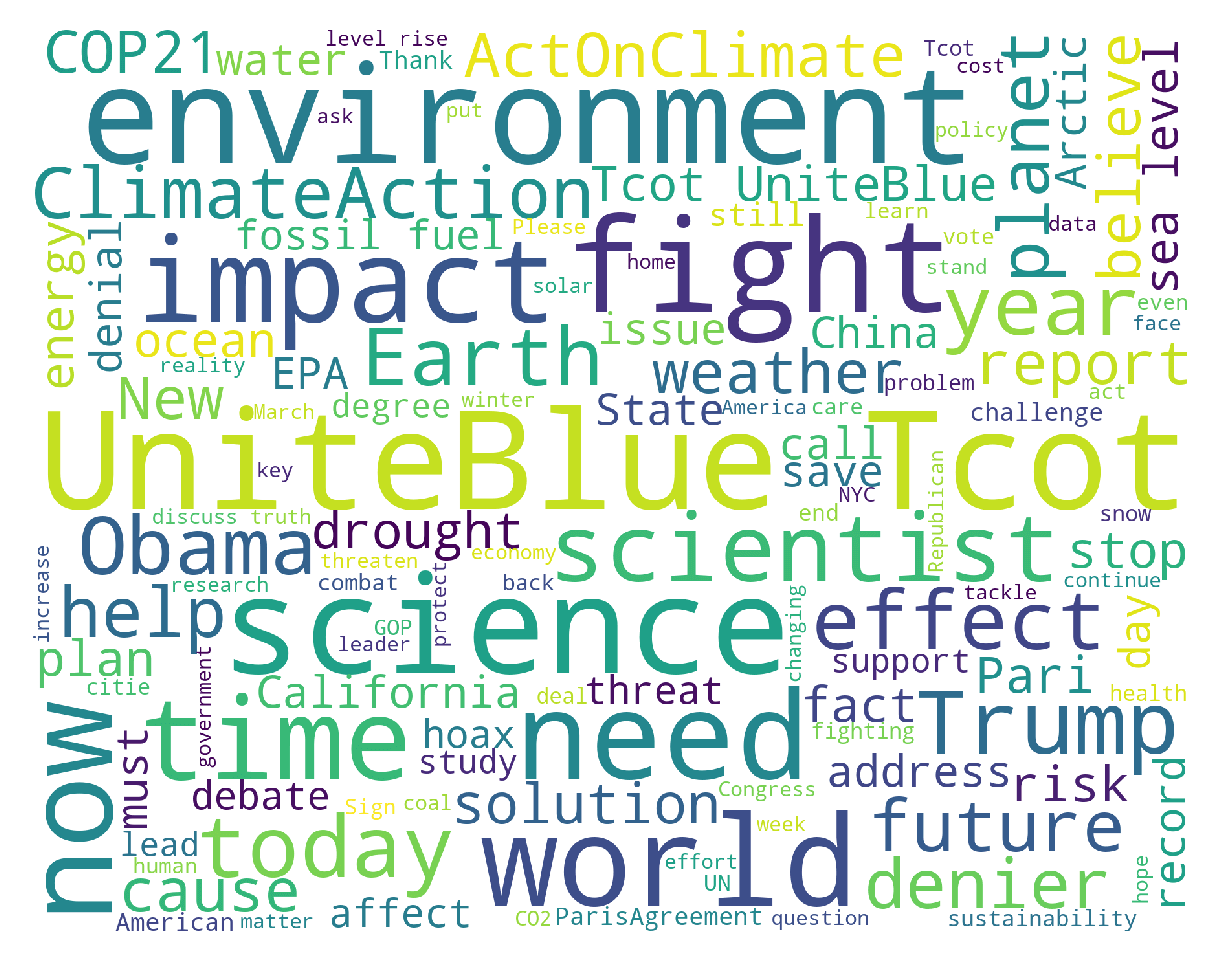 COP21
water
level rise
Thank
ActOnClimate
Tcot
cost
planet
Arctic
believe
sea level
environment
ask
put
policy
ClimateAction
Tcot UniteBlue
energy
denial
fossil fuel
Please
still
learn
data
impact
fight
home
vote
stand
solar
year
even
face
ocean
reality
EPA
Earth
issue
China
weather
problem
report
act
New
March
degree
winter
State
America
care
challenge
UniteBlue Tcot
key
call
save
NYC
Obama
discuss
truth
drought
threaten
economy
scientist
end
Republican
snow
stop
continue
increase
help
research
combat
back
protect
science
GOP
leader
changing
effect
tackle
day
plan
citie
government
California
deal
threat
support
fact
Pari
health
now
must
time
hoax
study
need
fighting
Trump
address
risk
record
debate
Sign
coal
solution
Congress
week
world
future
lead
human
today
cause
effort
UN
denier
hope
American
matter
affect
CO2
ParisAgreement
question
sustainability